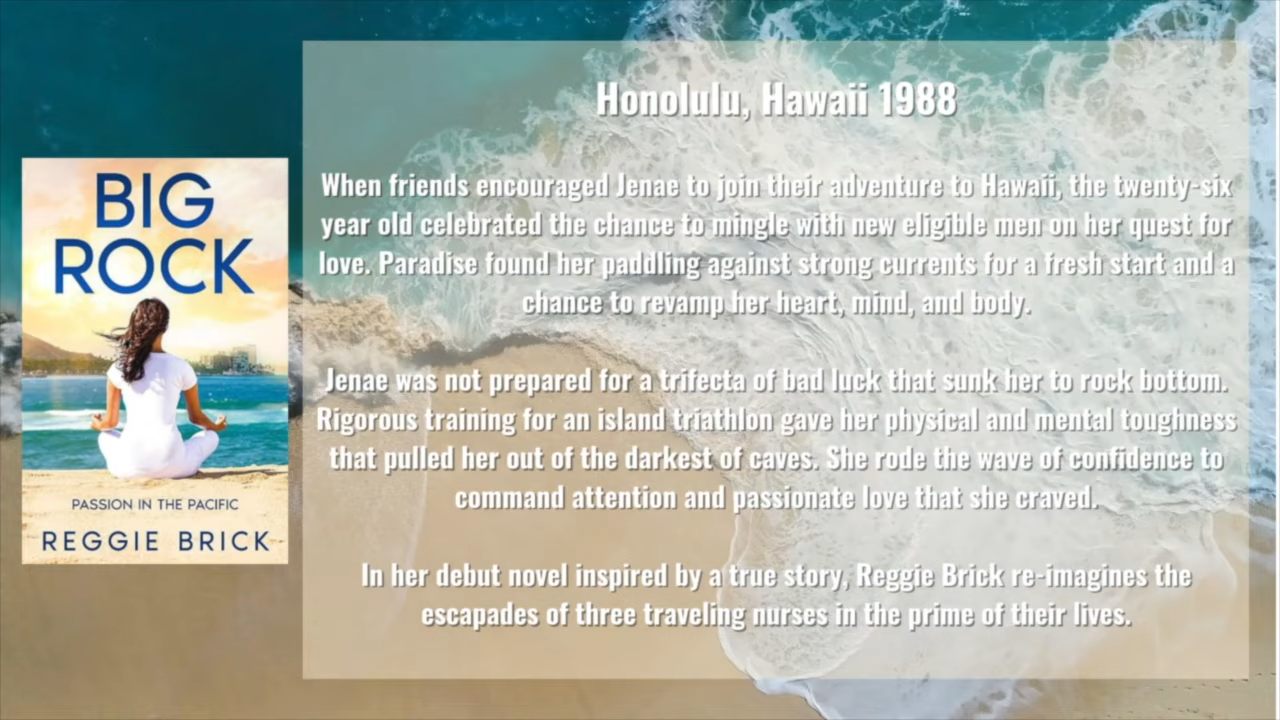 BIG
ROCK
PASSION IN THE PACIFIC
REGGIE BRICK
Honolulu, Hawaii 1988
When friends encouraged Jenae to join their adventure to Hawaii, the twenty-six
year old celebrated the chance to mingle with new eligible men on her quest for
love. Paradise found her paddling against strong currents for a fresh start and a
chance to revamp her heart, mind, and body.
Jenae was not prepared for a trifecta of bad luck that sunk her to rock bottom.
Rigorous training for an island triathlon gave her physical and mental toughness
that pulled her out of the darkest of caves. She rode the wave of confidence to
command attention and passionate love that she craved.
In her debut novel inspired by a true story, Reggie Brick re-imagines the
escapades of three traveling nurses in the prime of their lives.